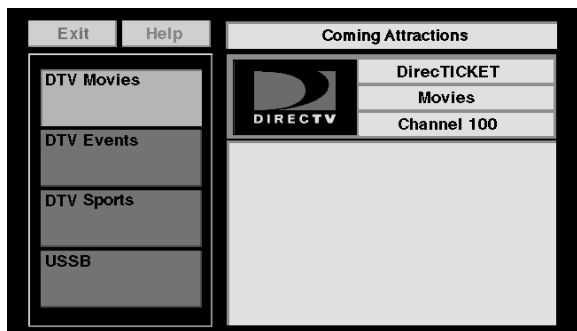 Exit Help
Coming Attractions
DTV Movies
DTV Events
DTV Sports
USSB
DIRECTV
DirecTICKET
Movies
Channel 100